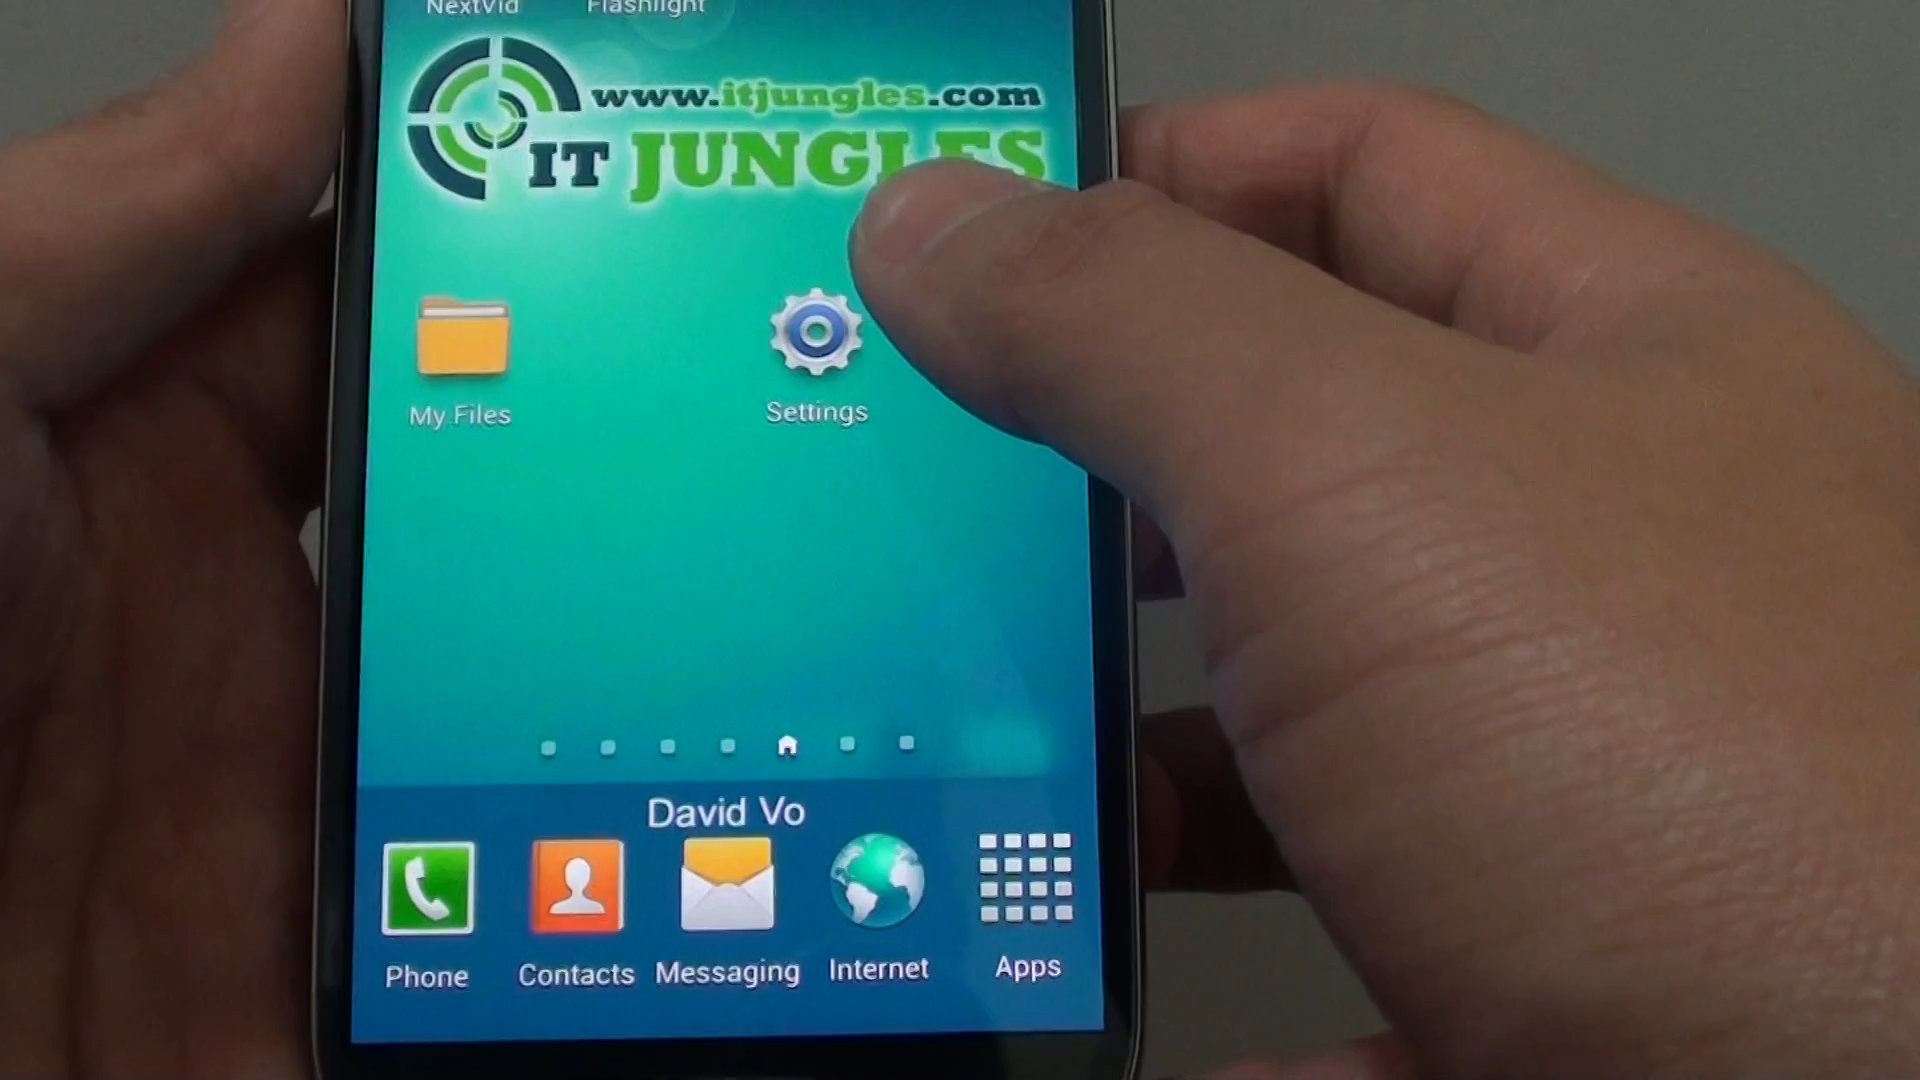 NextVid Flashlight
www.itjungles.com
IT JUNGLES
My Files Settings
David Vo
Phone Contacts Messaging Internet Apps